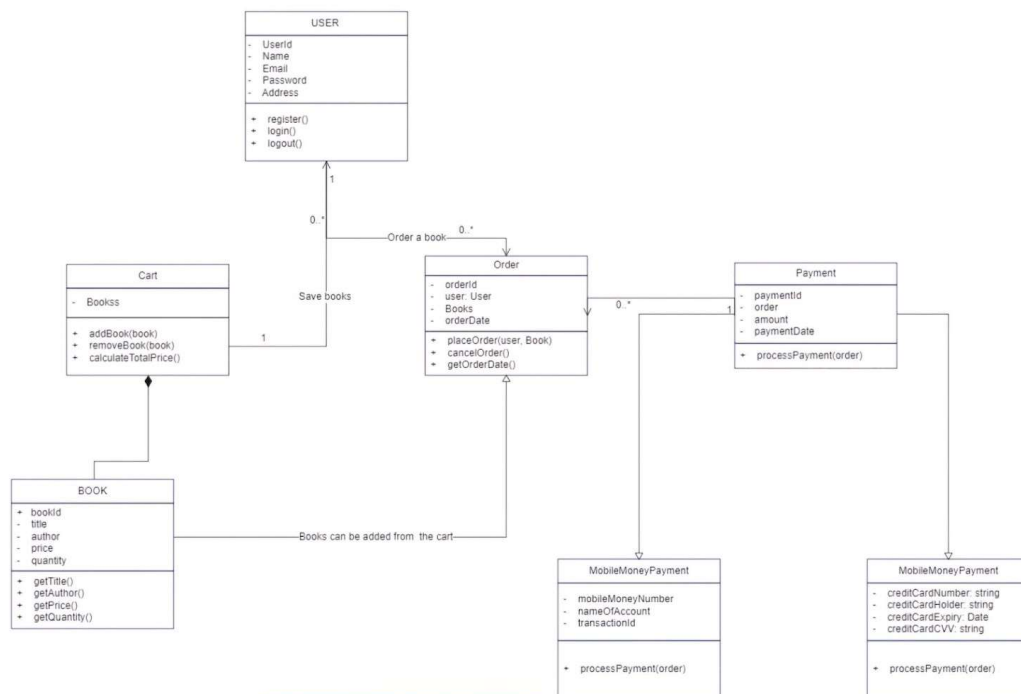 USER
- UserId
- Name
- Email
- Password
- Address
+ register()
+ login()
+ logout()
1
0..*
Order a book
0..*
Cart
- Bookss
+ addBook(book)
+ removeBook(book)
+ calculateTotalPrice()
Save books
1
Order
- orderId
- user: User
- Books
- orderDate
+ placeOrder(user, Book)
+ cancelOrder()
+ getOrderDate()
0..*
1
Payment
- paymentId
- order
- amount
- paymentDate
+ processPayment(order)
BOOK
+ bookId
- title
- author
- price
- quantity
+ getTitle()
+ getAuthor()
+ getPrice()
+ getQuantity()
Books can be added from the cart
MobileMoneyPayment
- mobileMoneyNumber
- nameOfAccount
- transactionId
+ processPayment(order)
MobileMoneyPayment
- creditCardNumber: string
- creditCardHolder: string
- creditCardExpiry: Date
- creditCardCVV: string
+ processPayment(order)